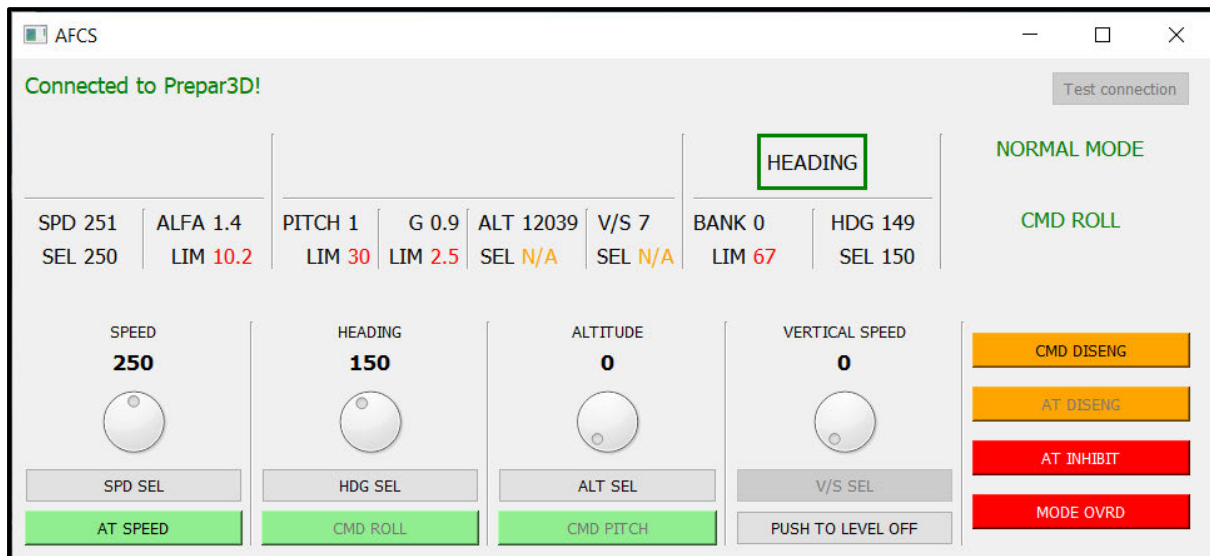 AFCS
Connected to Prepar3D!
Test connection
HEADING
NORMAL MODE
SPD 251 ALFA 1.4 PITCH 1 G 0.9 ALT 12039 V/S 7 BANK 0 HDG 149 CMD ROLL
SEL 250 LIM 10.2 LIM 30 LIM 2.5 SEL N/A SEL N/A LIM 67 SEL 150
SPEED HEADING ALTITUDE VERTICAL SPEED
250 150 0 0
CMD DISENG
AT DISENG
AT INHIBIT
SPD SEL HDG SEL ALT SEL V/S SEL
MODE OVRD
AT SPEED CMD ROLL CMD PITCH PUSH TO LEVEL OFF